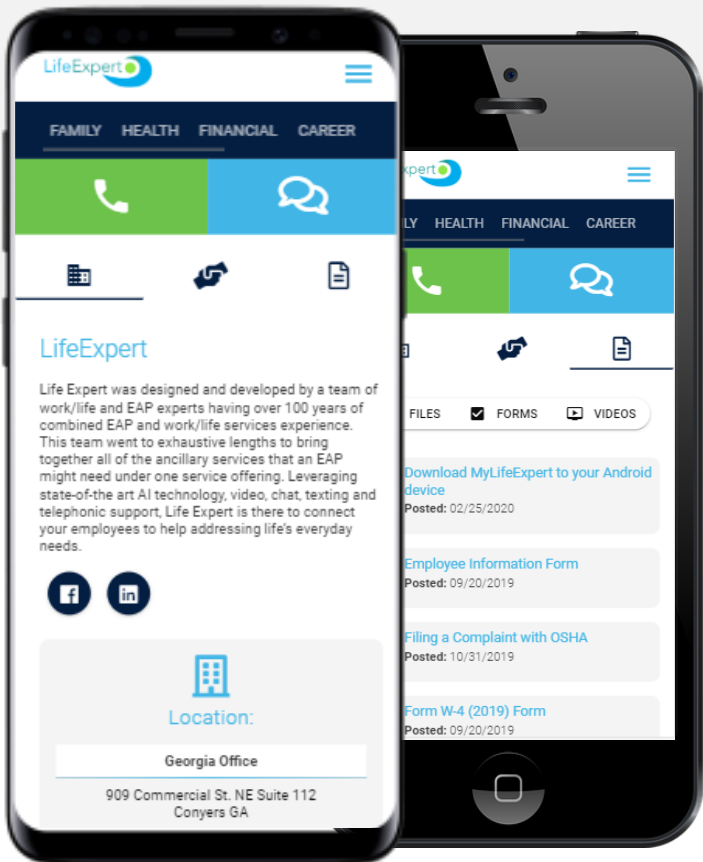 LifeExpert
FAMILY HEALTH FINANCIAL CAREER
LifeExpert
Life Expert was designed and developed by a team of
work/life and EAP experts having over 100 years of
combined EAP and work/life services experience.
This team went to exhaustive lengths to bring
together all of the ancillary services that an EAP
might need under one service offering. Leveraging
state-of-the art AI technology, video, chat, texting and
telephonic support, Life Expert is there to connect
your employees to help addressing life's everyday
needs.
Location:
Georgia Office
909 Commercial St. NE Suite 112
Conyers GA
xpert
LY HEALTH FINANCIAL CAREER
FILES FORMS VIDEOS
Download MyLifeExpert to your Android
device
Posted: 02/25/2020
Employee Information Form
Posted: 09/20/2019
Filing a Complaint with OSHA
Posted: 10/31/2019
Form W-4 (2019) Form
Posted: 09/20/2019